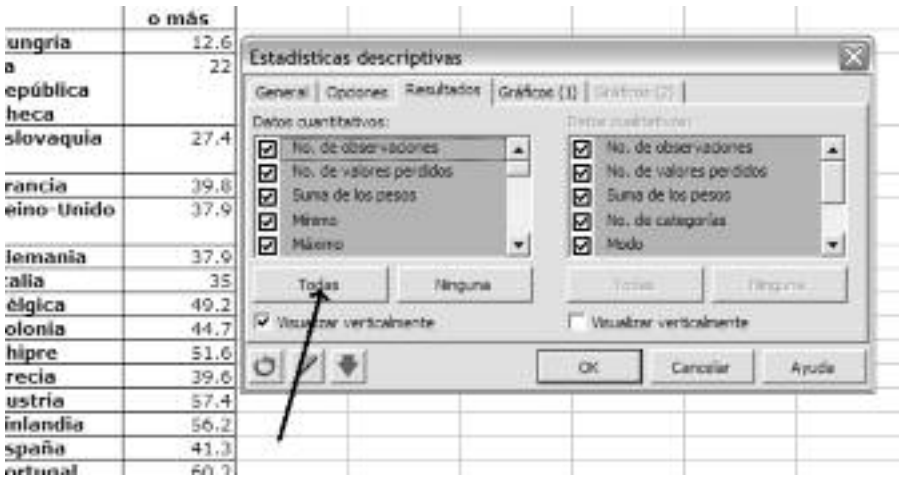 o más
ungría 12.6
a 22
epública
heca
slovaquia 27.4
rancia 39.8
eino Unido 37.9
lemania 37.9
talia 35
élgica 49.2
olonia 44.7
hipre 51.6
recia 39.6
ustria 57.4
inlandia 56.2
spaña 41.3
ortugal 60.2
Estadísticas descriptivas
General Opciones Resultados Gráficos (1) Gráficos (2)
Datos cuantitativos:
No. de observaciones
No. de valores perdidos
Suma de los pesos
Mínimo
Máximo
Todas Ninguna
Visualizar verticalmente
Datos cualitativos:
No. de observaciones
No. de valores perdidos
Suma de los pesos
No. de categorías
Modo
Todas Ninguna
Visualizar verticalmente
OK Cancelar Ayuda